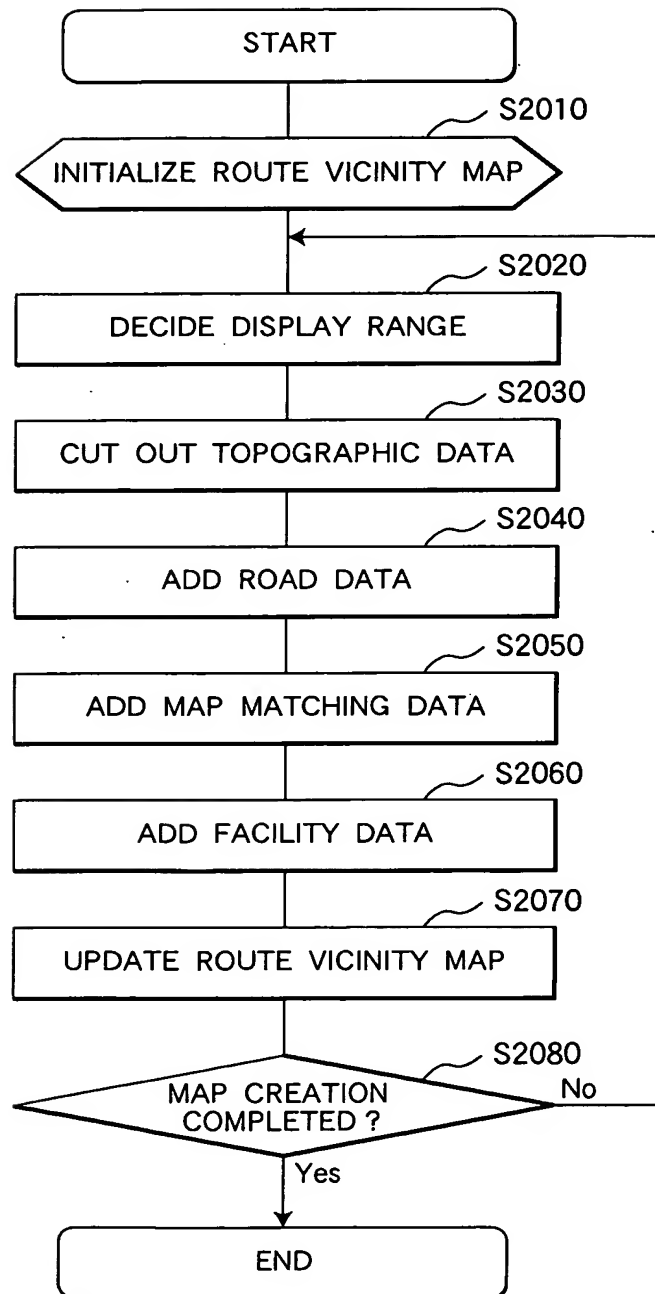 START
S2010
INITIALIZE ROUTE VICINITY MAP
S2020
DECIDE DISPLAY RANGE
S2030
CUT OUT TOPOGRAPHIC DATA
S2040
ADD ROAD DATA
S2050
ADD MAP MATCHING DATA
S2060
ADD FACILITY DATA
S2070
UPDATE ROUTE VICINITY MAP
S2080
MAP CREATION
COMPLETED ?
No
Yes
END